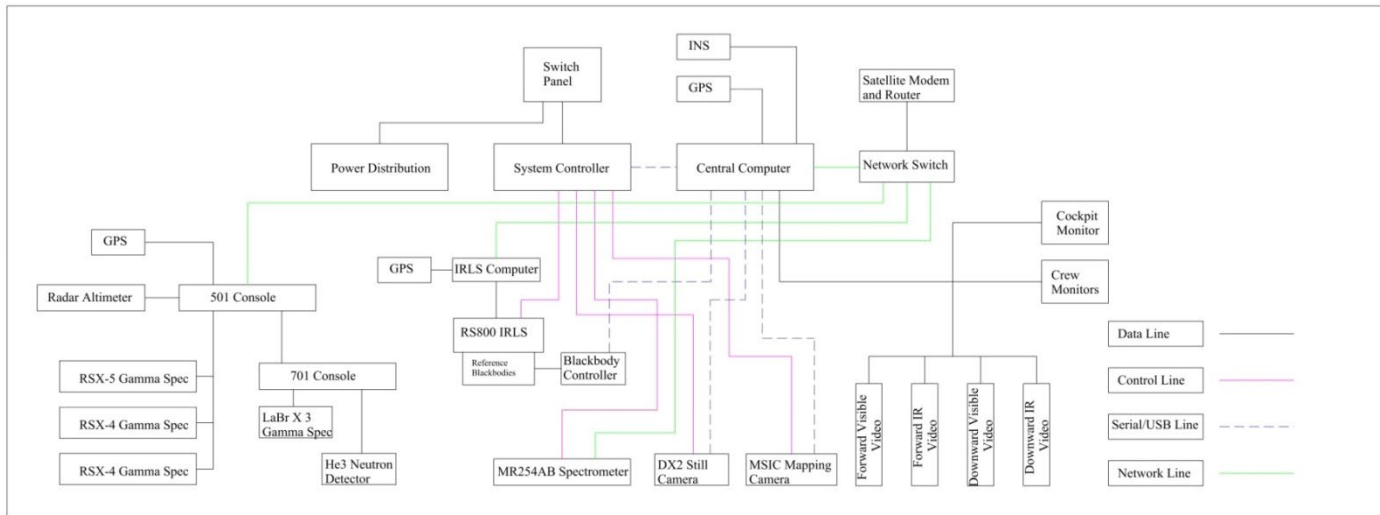 INS
Switch
Panel
GPS
Satellite Modem
and Router
Power Distribution
System Controller
Central Computer
Network Switch
Cockpit
Monitor
GPS
GPS
IRLS Computer
Crew
Monitors
Radar Altimeter
501 Console
RS800 IRLS
Data Line
Reference
Blackbodies
Blackbody
Controller
RSX-5 Gamma Spec
701 Console
Control Line
LaBr X 3
Gamma Spec
RSX-4 Gamma Spec
Forward Visible
Video
Forward IR
Video
Downward Visible
Video
Downward IR
Video
Serial/USB Line
RSX-4 Gamma Spec
He3 Neutron
Detector
MR254AB Spectrometer
DX2 Still
Camera
MSIC Mapping
Camera
Network Line